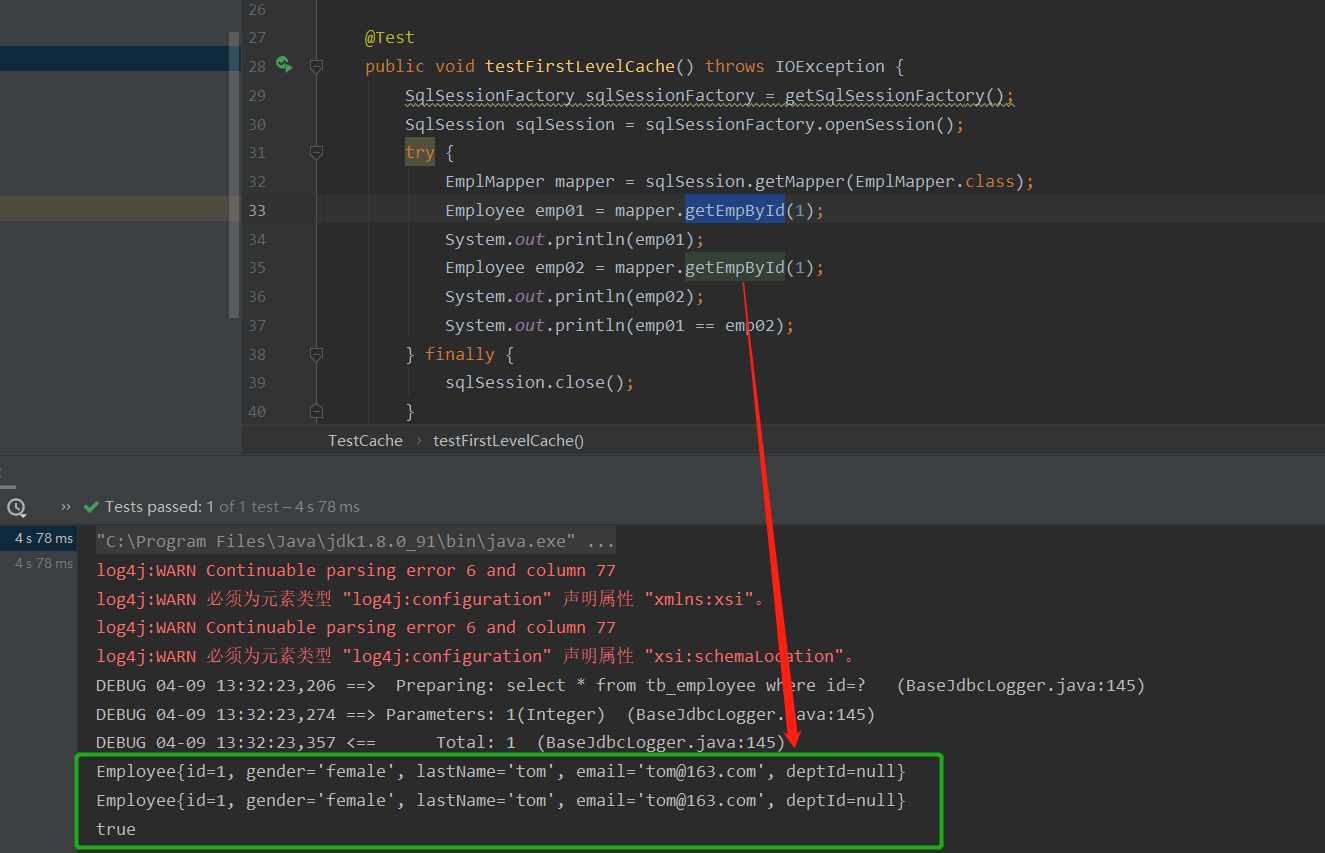 26
27 @Test
28 public void testFirstLevelCache() throws IOException {
29 SqlSessionFactory sqlSessionFactory = getSqlSessionFactory();
30 SqlSession sqlSession = sqlSessionFactory.openSession();
31 try {
32 EmplMapper mapper = sqlSession.getMapper(EmplMapper.class);
33 Employee emp01 = mapper.getEmpById(1);
34 System.out.println(emp01);
35 Employee emp02 = mapper.getEmpById(1);
36 System.out.println(emp02);
37 System.out.println(emp01 == emp02);
38 } finally {
39 sqlSession.close();
40 }
TestCache › testFirstLevelCache()
» Tests passed: 1 of 1 test – 4 s 78 ms
4 s 78 ms "C:\Program Files\Java\jdk1.8.0_91\bin\java.exe" ...
4 s 78 ms log4j:WARN Continuable parsing error 6 and column 77
log4j:WARN 必须为元素类型 "log4j:configuration" 声明属性 "xmlns:xsi"。
log4j:WARN Continuable parsing error 6 and column 77
log4j:WARN 必须为元素类型 "log4j:configuration" 声明属性 "xsi:schemaLocation"。
DEBUG 04-09 13:32:23,206 ==>  Preparing: select * from tb_employee where id=?   (BaseJdbcLogger.java:145)
DEBUG 04-09 13:32:23,274 ==> Parameters: 1(Integer)  (BaseJdbcLogger.java:145)
DEBUG 04-09 13:32:23,357 <==      Total: 1  (BaseJdbcLogger.java:145)
Employee{id=1, gender='female', lastName='tom', email='tom@163.com', deptId=null}
Employee{id=1, gender='female', lastName='tom', email='tom@163.com', deptId=null}
true